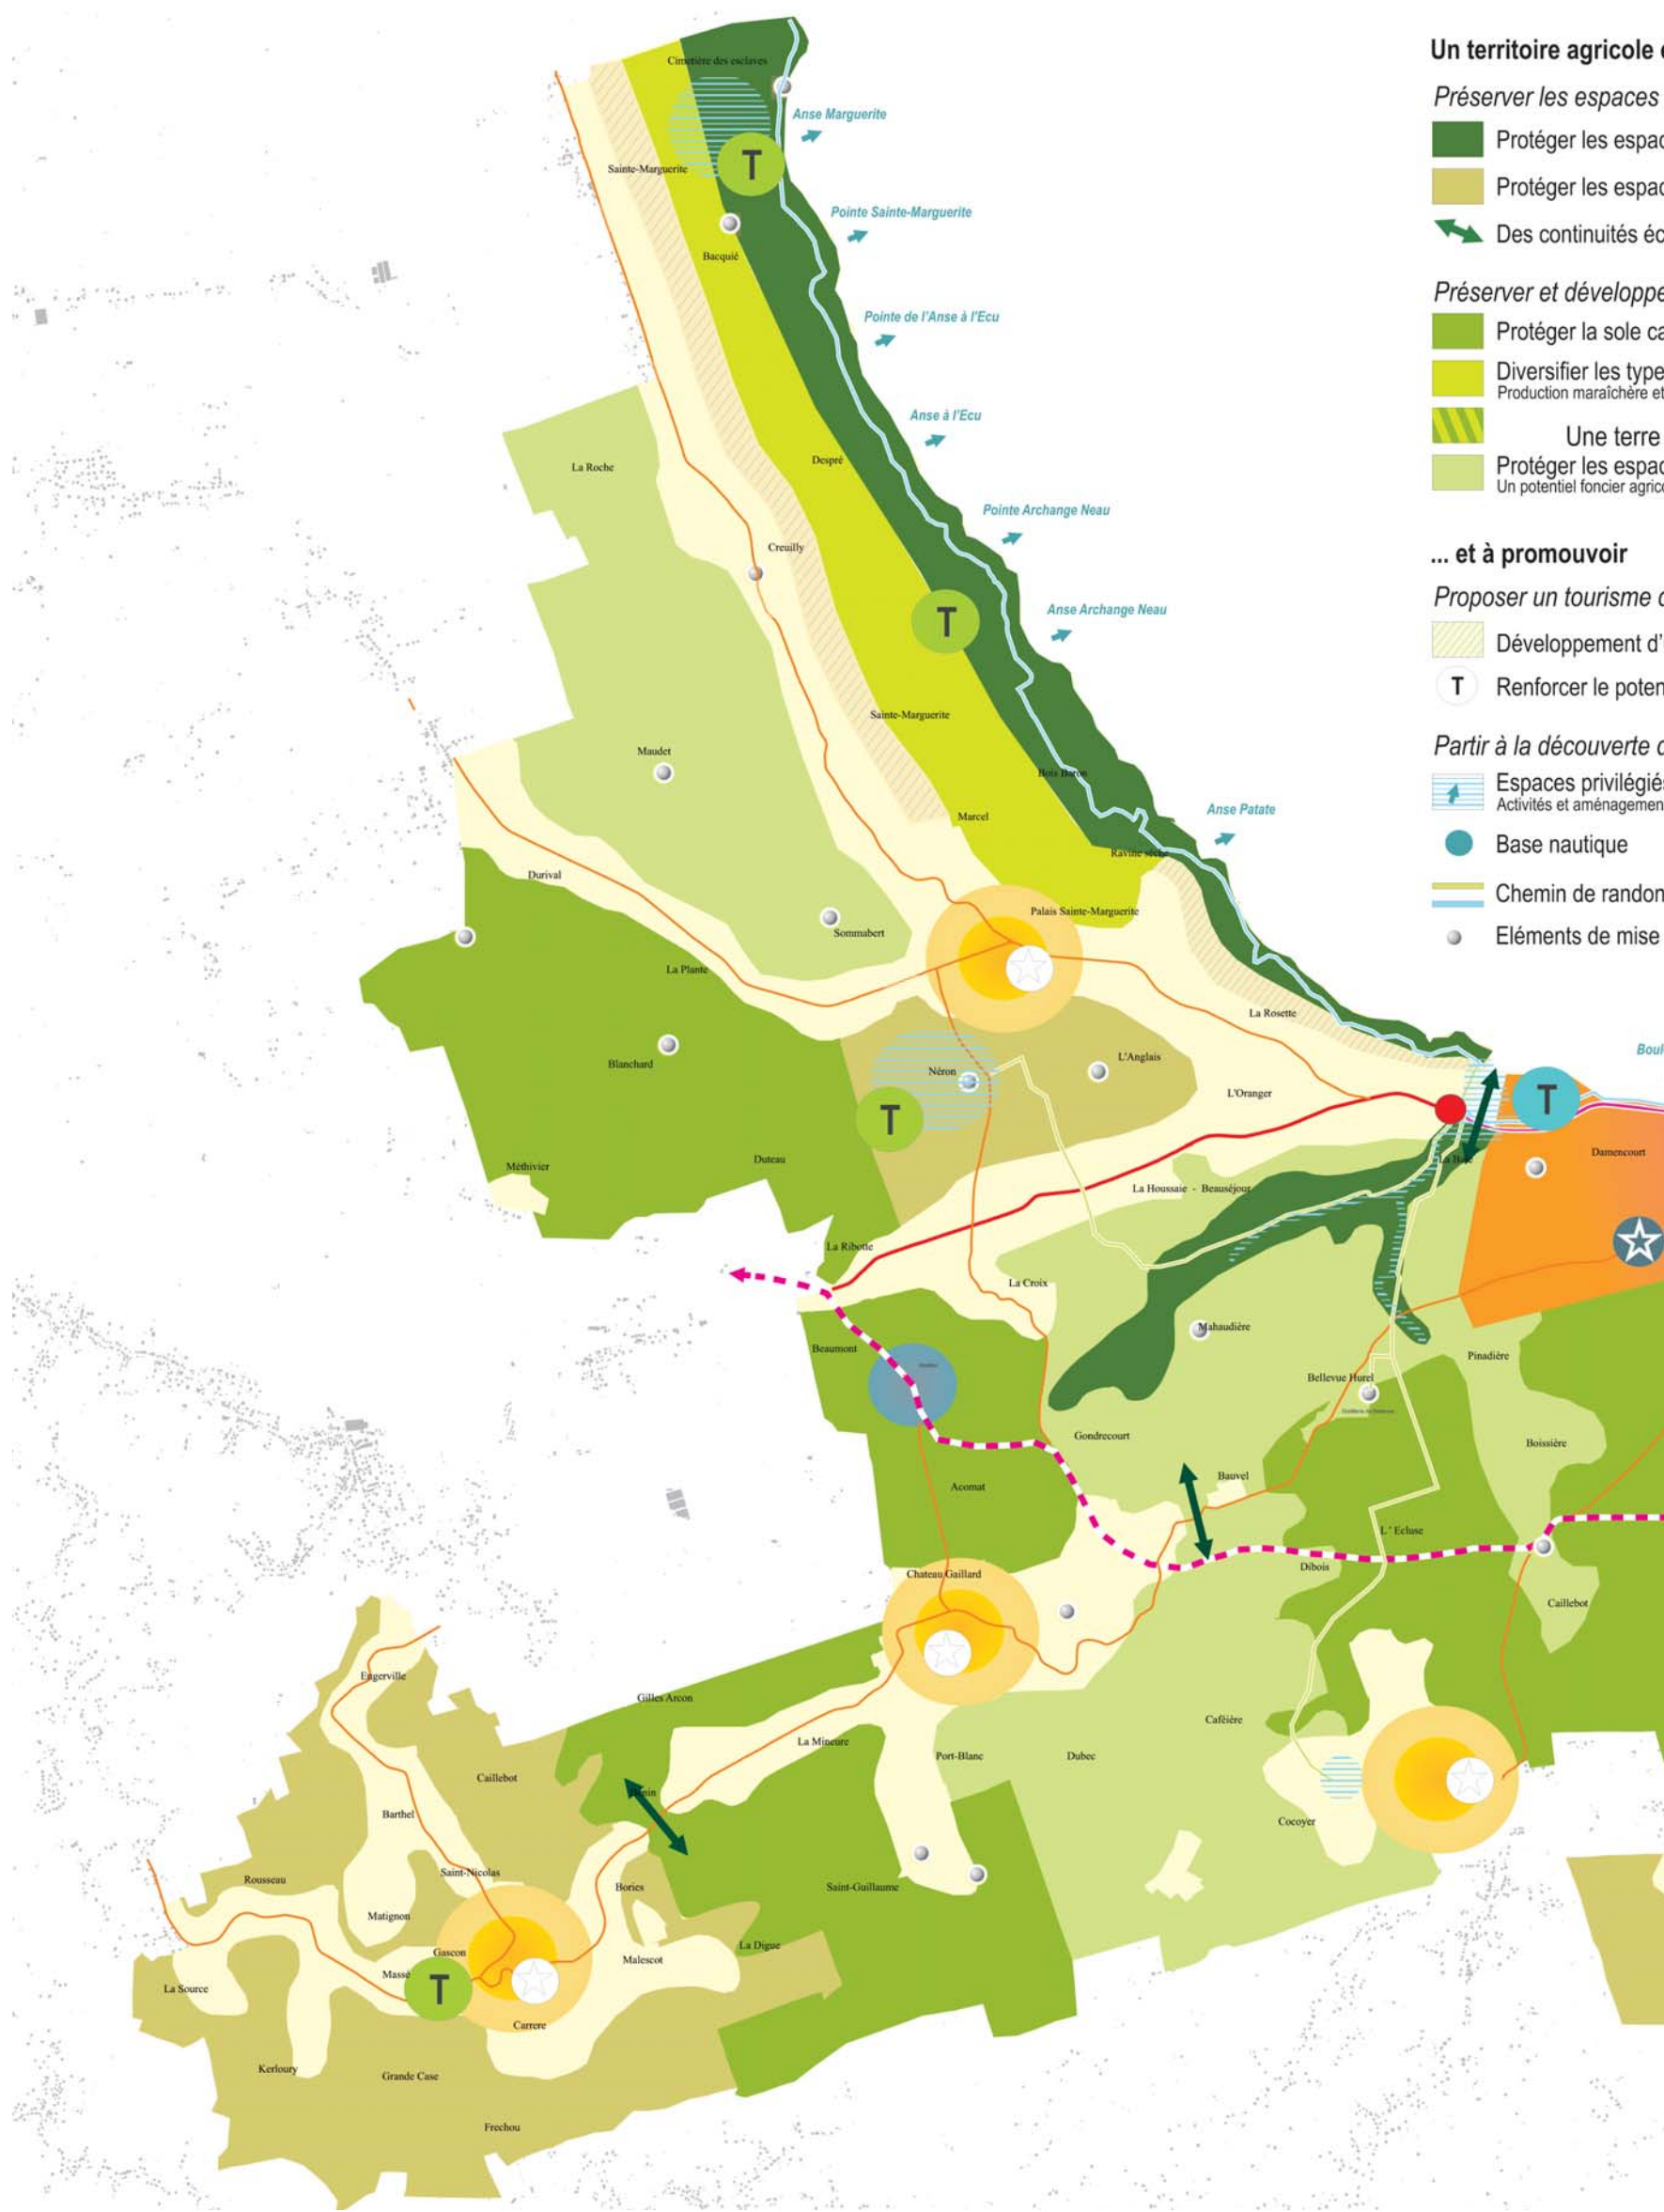 Un territoire agricole
Préserver les espaces
Protéger les espac
Protéger les espac
Des continuités éc
Préserver et développe
Protéger la sole ca
Diversifier les type
Production maraîchère et
Une terre
Protéger les espac
Un potentiel foncier agric
... et à promouvoir
Proposer un tourisme
Développement d'
T Renforcer le poten
Partir à la découverte
Espaces privilégiés
Activités et aménagemen
Base nautique
Chemin de randon
Eléments de mise
Cimetière des esclaves
Anse Marguerite
T
Sainte-Marguerite
Pointe Sainte-Marguerite
Bacquié
Pointe de l'Anse à l'Ecu
Anse à l'Ecu
Despré
La Roche
Pointe Archange Neau
Creuilly
Anse Archange Neau
T
Sainte-Marguerite
Maudet
Bois Baron
Anse Patate
Marcel
Ravine sèche
Durival
Palais Sainte-Marguerite
Sommabert
La Plante
La Rosette
Boul
L'Anglais
Blanchard
Néron
L'Oranger
T
T
Damencourt
Duteau
Méthivier
La Baie
La Houssaie - Beauséjour
La Ribotte
La Croix
Mahaudière
Beaumont
Pinadière
Bellevue Hurel
Gondrecourt
Boissière
Bauvel
Acomat
L'Ecluse
Dibois
Chateau Gaillard
Caillebot
Eugerville
Gilles Arcon
Cafèière
La Mineure
Port-Blanc
Dubec
Caillebot
Barthel
Cocoyer
Saint-Nicolas
Rousseau
Bories
Saint-Guillaume
Matignon
La Digue
Gascon
Malescot
Massé
T
La Source
Carrere
Kerloury
Grande Case
Frechou